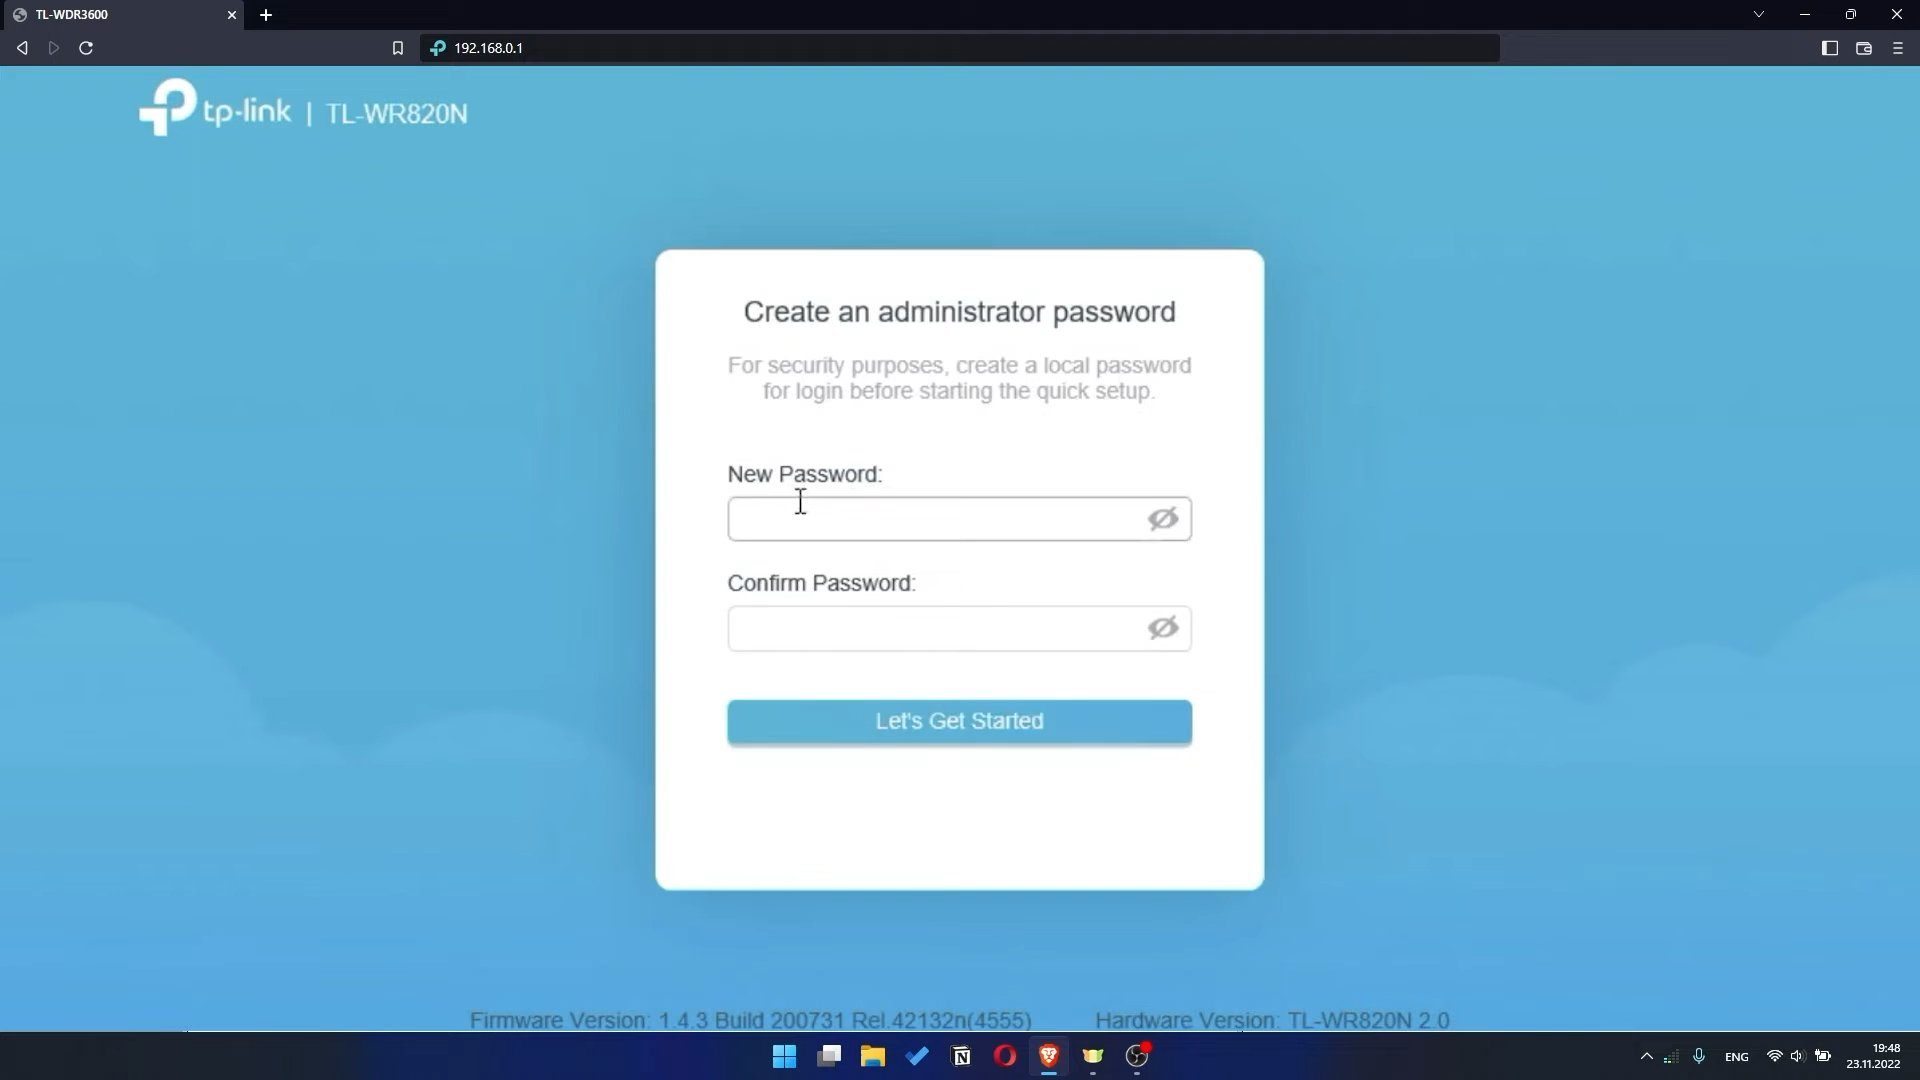 TL-WDR3600
192.168.0.1
tp-link | TL-WR820N
Create an administrator password
For security purposes, create a local password
for login before starting the quick setup.
New Password:
Confirm Password:
Let's Get Started
Firmware Version: 1.4.3 Build 200731 Rel.42132n(4555) Hardware Version: TL-WR820N 2.0
ENG
19:48
23.11.2022